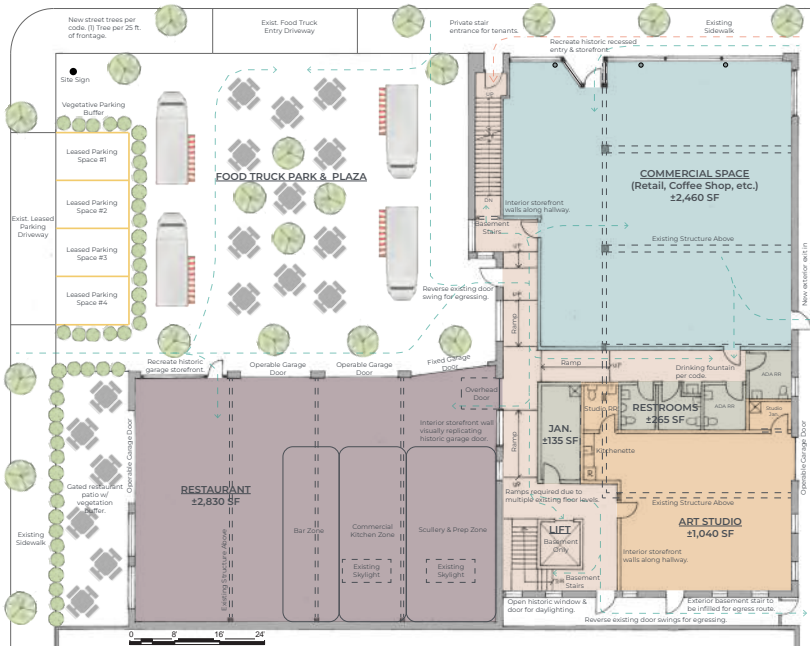 New street trees per
code. (1) Tree per 25 ft
of frontage.
Exist. Food Truck
Entry Driveway
Private stair
entrance for tenants.
Existing
Sidewalk
Recreate historic recessed
entry & storefront.
Site Sign
Vegetative Parking
Buffer
Leased Parking
Space #1
Leased Parking
Space #2
Leased Parking
Space #3
Leased Parking
Space #4
Exist. Leased
Parking
Driveway
FOOD TRUCK PARK & PLAZA
COMMERCIAL SPACE
(Retail, Coffee Shop, etc.)
±2,460 SF
DN
Interior storefront
walls along hallway.
Basement
Stairs
Existing Structure Above
New exterior exit in
Reverse existing door
swing for egressing.
Ramp
Recreate historic
garage storefront.
Operable Garage
Door
Operable Garage
Door
Fixed Garage
Door
Ramp
Drinking fountain
per code.
ADA RR
Overhead
Door
Studio RR
RESTROOMS
±265 SF
ADA RR
Studio
Jan.
JAN.
±135 SF
Interior storefront wall
visually replicating
historic garage door.
Ramp
Kitchenette
Operable Garage Door
Operable Garage Door
Gated restaurant
patio w/
vegetation
buffer.
RESTAURANT
±2,830 SF
Ramps required due to
multiple existing floor levels.
Existing Structure Above
ART STUDIO
±1,040 SF
Existing
Sidewalk
Bar Zone
Commercial
Kitchen Zone
Scullery & Prep Zone
LIFT
Basement
Only
Interior storefront
walls along hallway.
Existing
Skylight
Existing
Skylight
Existing Structure Above
Basement
Stairs
Open historic window &
door for daylighting.
Exterior basement stair to
be infilled for egress route.
Reverse existing door swings for egressing.
0 8' 16' 24'